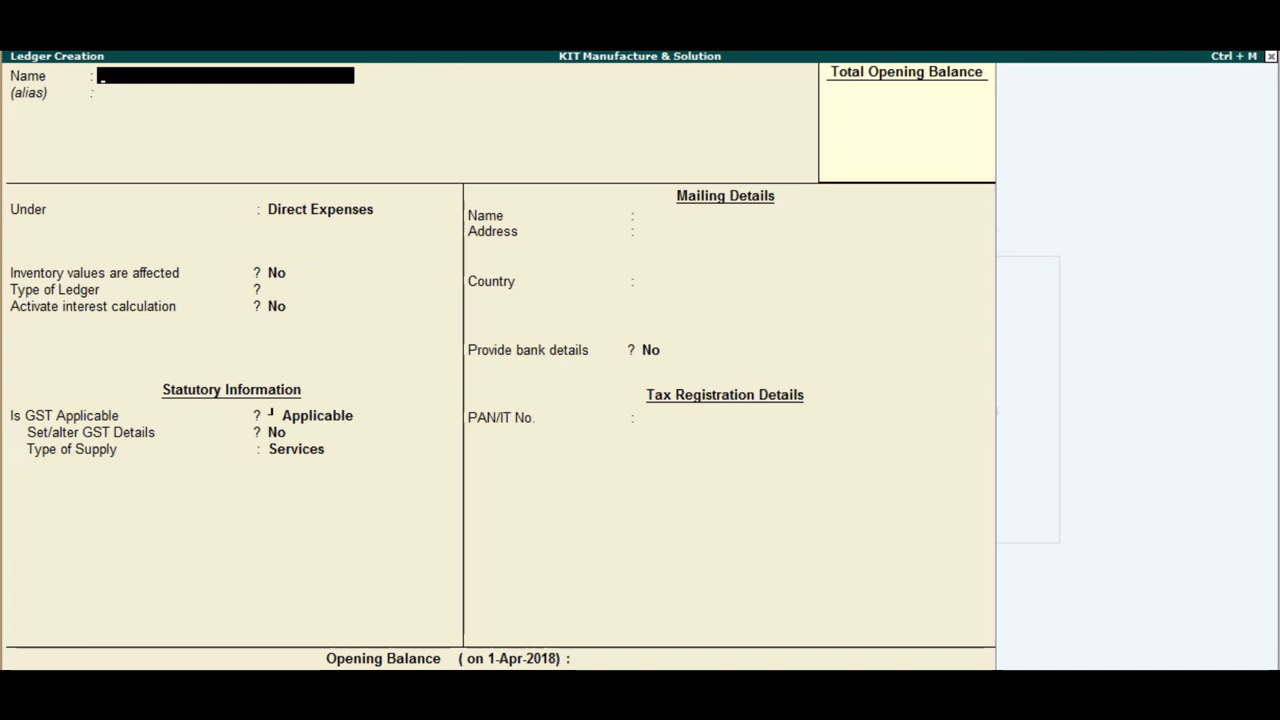 Ledger Creation KIT Manufacture & Solution Ctrl + M
Name :
(alias) :
Total Opening Balance
Under : Direct Expenses
Inventory values are affected ? No
Type of Ledger ?
Activate interest calculation ? No
Statutory Information
Is GST Applicable ? ┘ Applicable
Set/alter GST Details ? No
Type of Supply : Services
Mailing Details
Name :
Address :
Country :
Provide bank details ? No
Tax Registration Details
PAN/IT No. :
Opening Balance ( on 1-Apr-2018) :